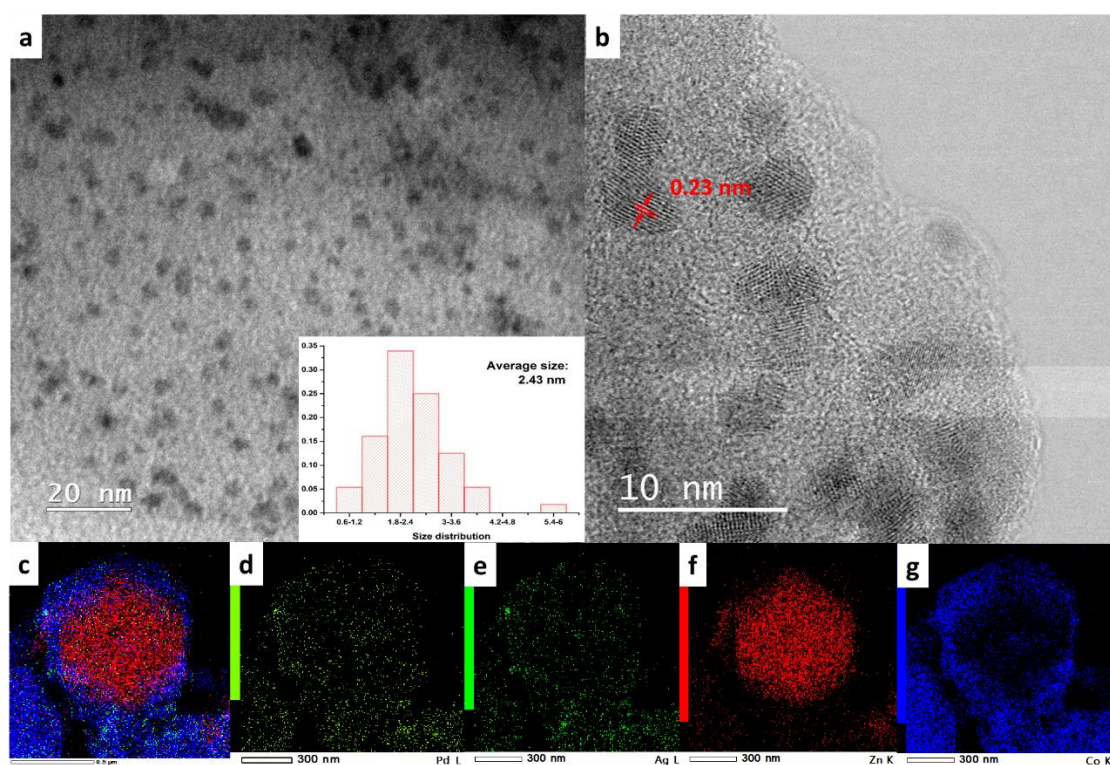 a
20 nm
0.35
0.30
0.25
0.20
0.15
0.10
0.05
0.00
Average size:
2.43 nm
0.6-1.2
1.8-2.4
3-3.6
4.2-4.8
5.4-6
Size distribution
b
0.23 nm
10 nm
c
0.5 µm
d
300 nm
Pd L
e
300 nm
Ag L
f
300 nm
Zn K
g
300 nm
Co K